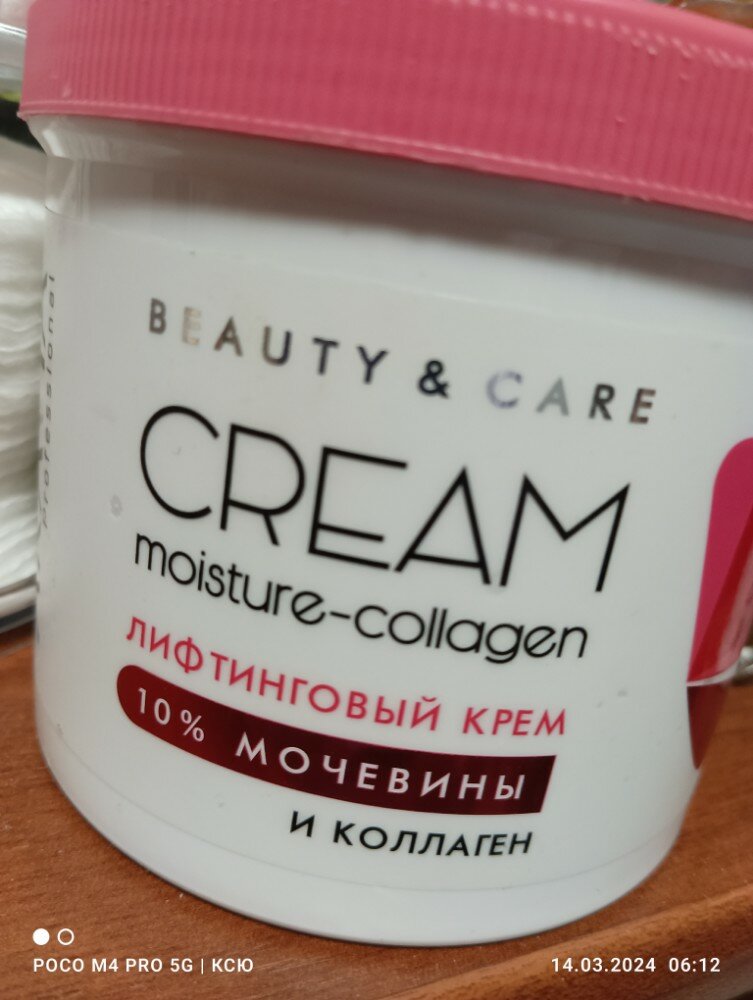 BEAUTY & CARE
CREAM
moisture-collagen
ЛИФТИНГОВЫЙ КРЕМ
10% МОЧЕВИНЫ
И КОЛЛАГЕН
Professional
POCO M4 PRO 5G | КСЮ
14.03.2024 06:12